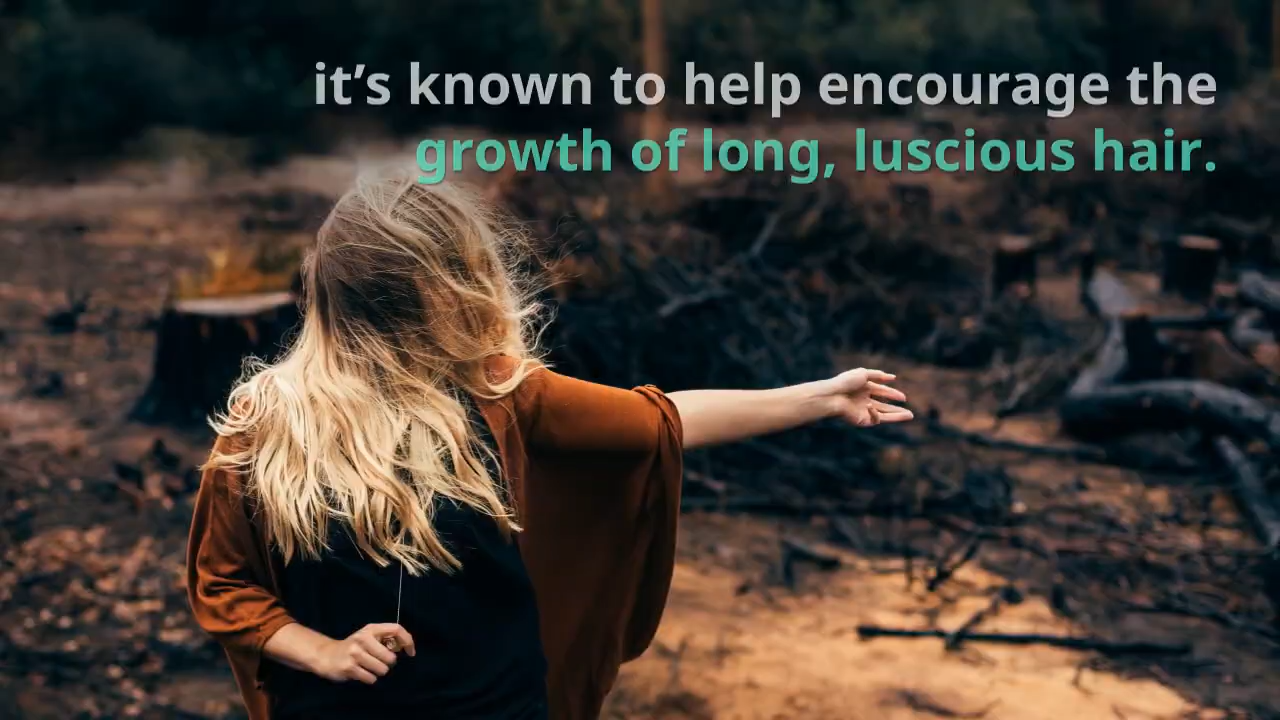 it’s known to help encourage the
growth of long, luscious hair.